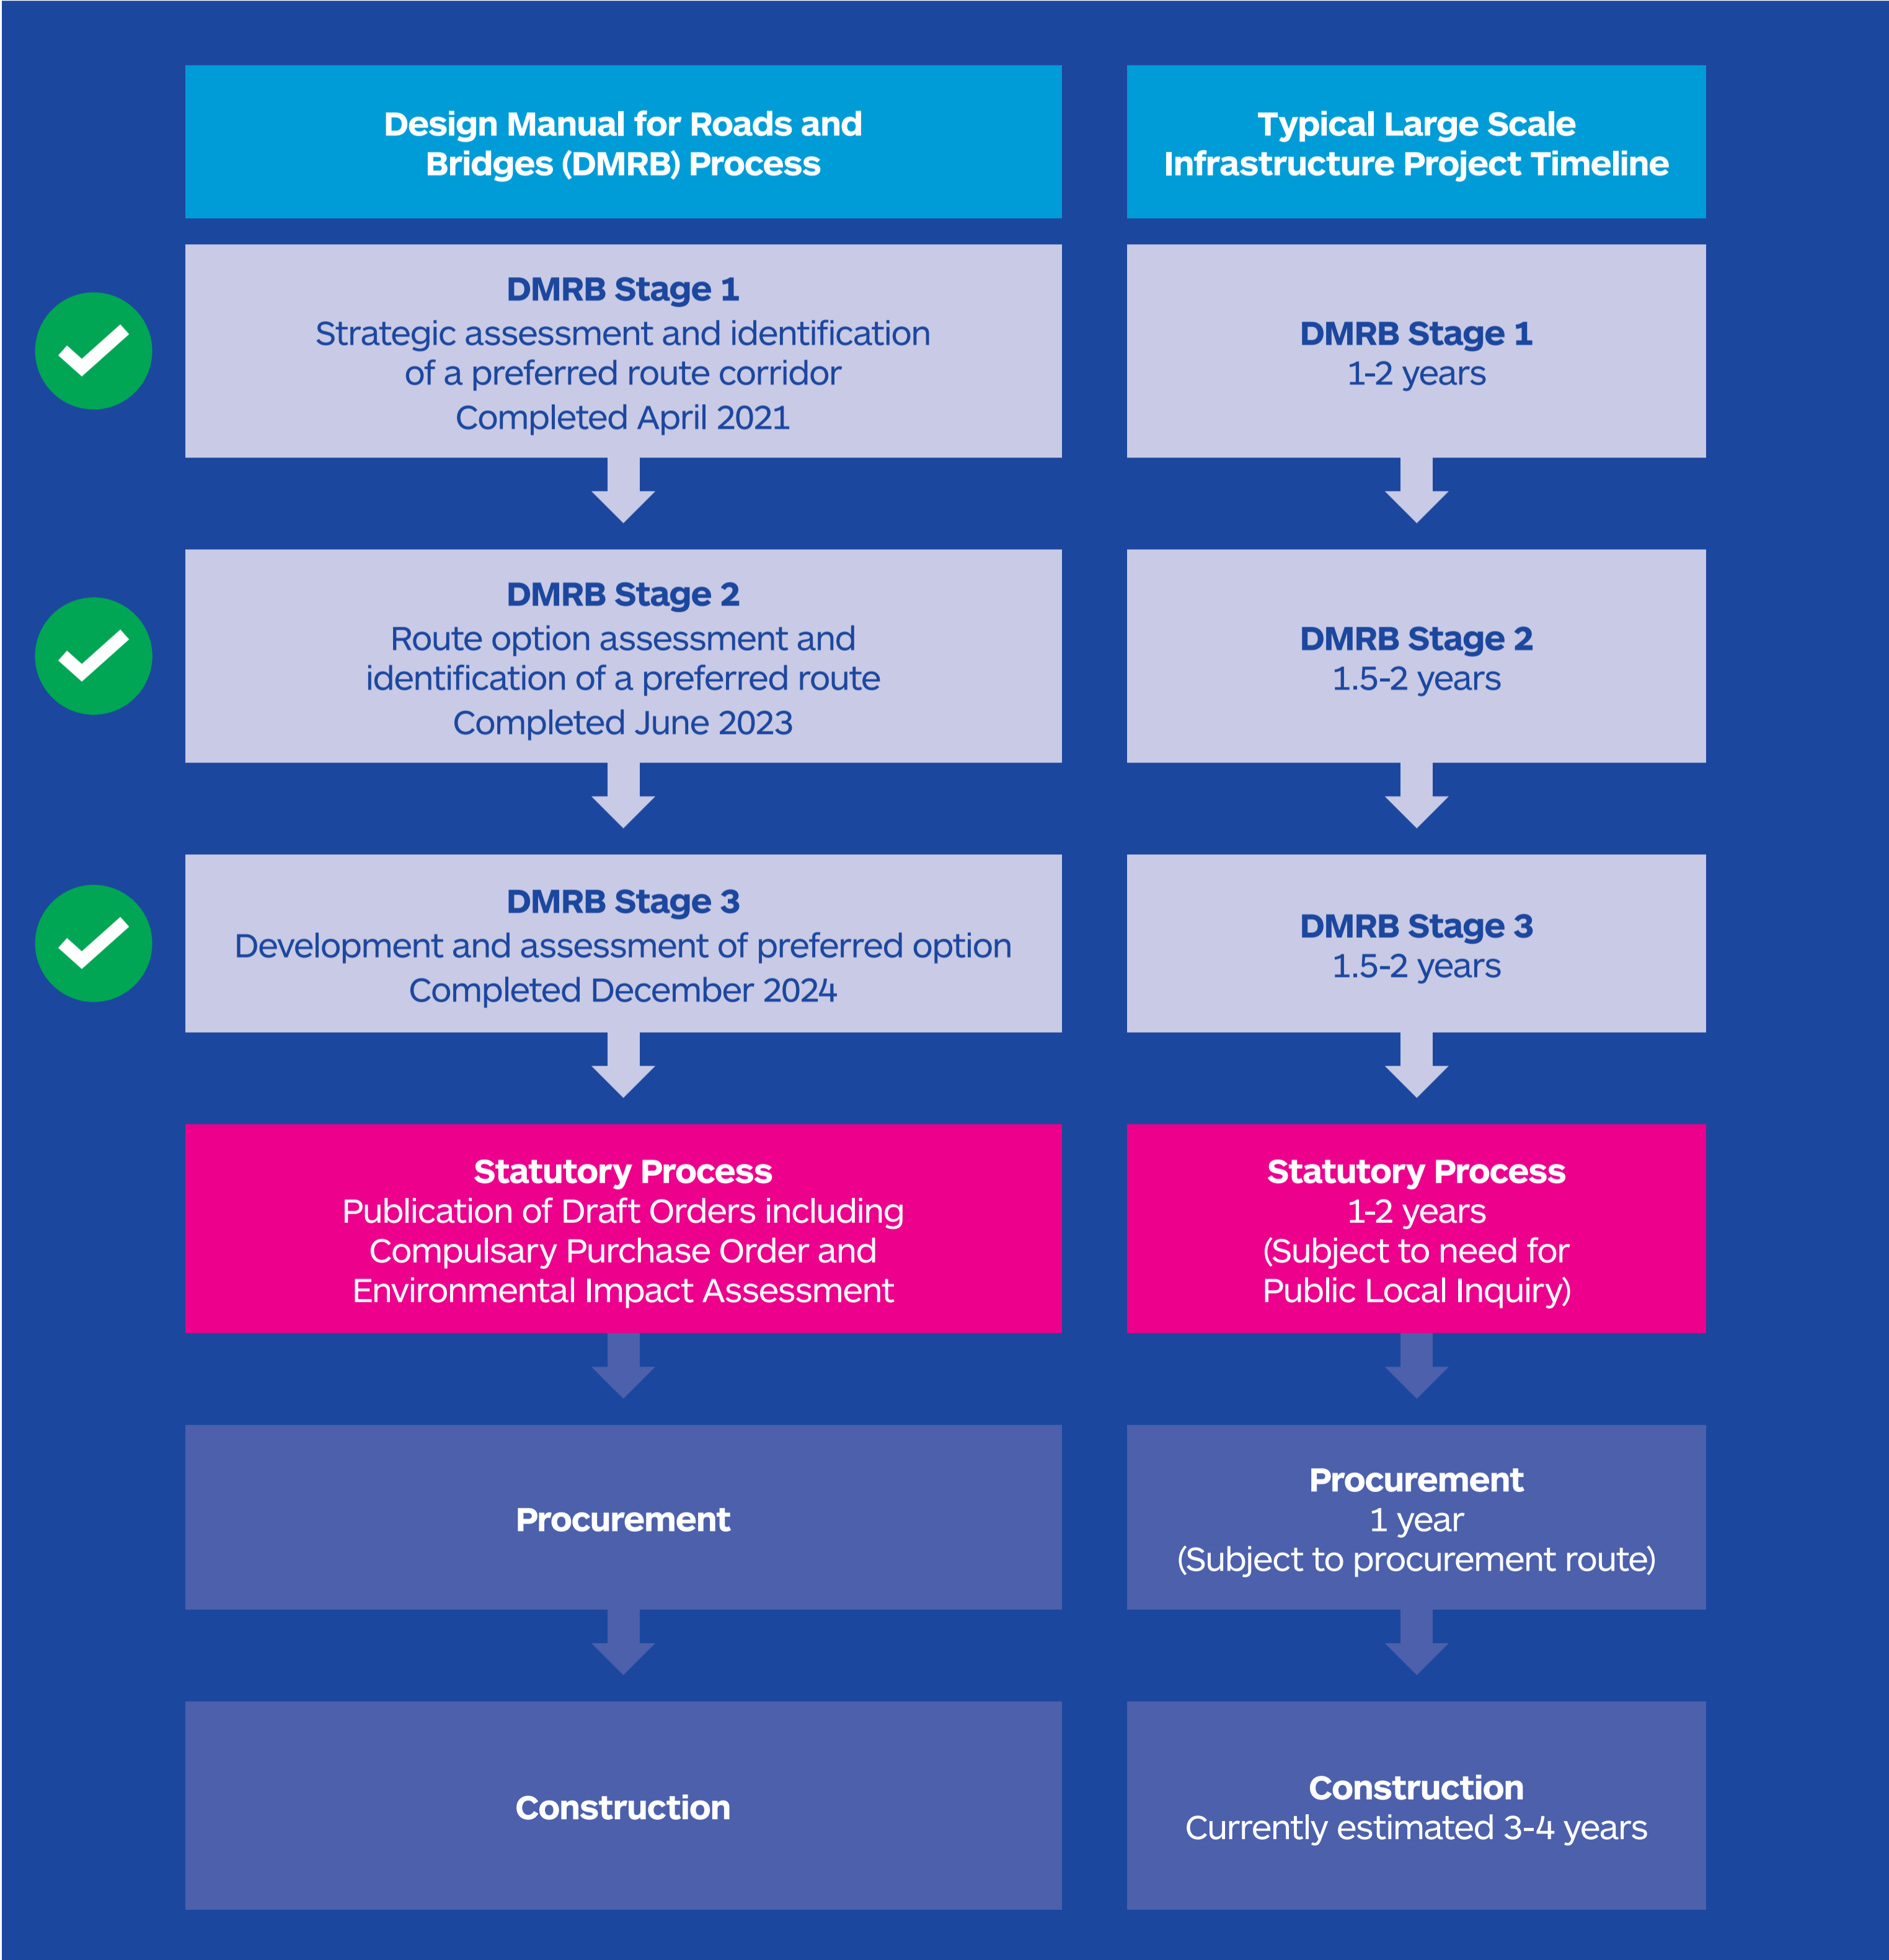 Design Manual for Roads and
Bridges (DMRB) Process
Typical Large Scale
Infrastructure Project Timeline
DMRB Stage 1
Strategic assessment and identification
of a preferred route corridor
Completed April 2021
DMRB Stage 1
1-2 years
DMRB Stage 2
Route option assessment and
identification of a preferred route
Completed June 2023
DMRB Stage 2
1.5-2 years
DMRB Stage 3
Development and assessment of preferred option
Completed December 2024
DMRB Stage 3
1.5-2 years
Statutory Process
Publication of Draft Orders including
Compulsary Purchase Order and
Environmental Impact Assessment
Statutory Process
1-2 years
(Subject to need for
Public Local Inquiry)
Procurement
Procurement
1 year
(Subject to procurement route)
Construction
Construction
Currently estimated 3-4 years